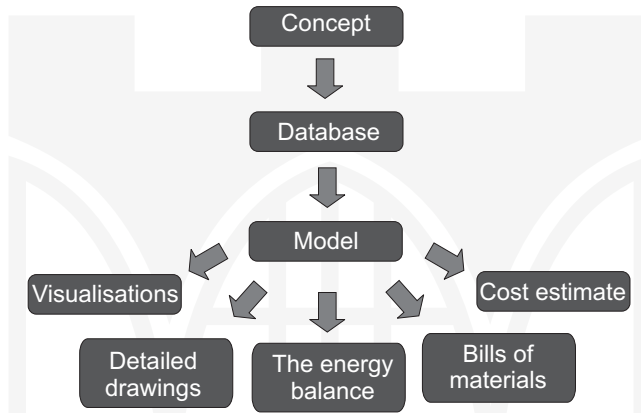 Concept
Database
Model
Visualisations
Cost estimate
Detailed
drawings
The energy
balance
Bills of
materials